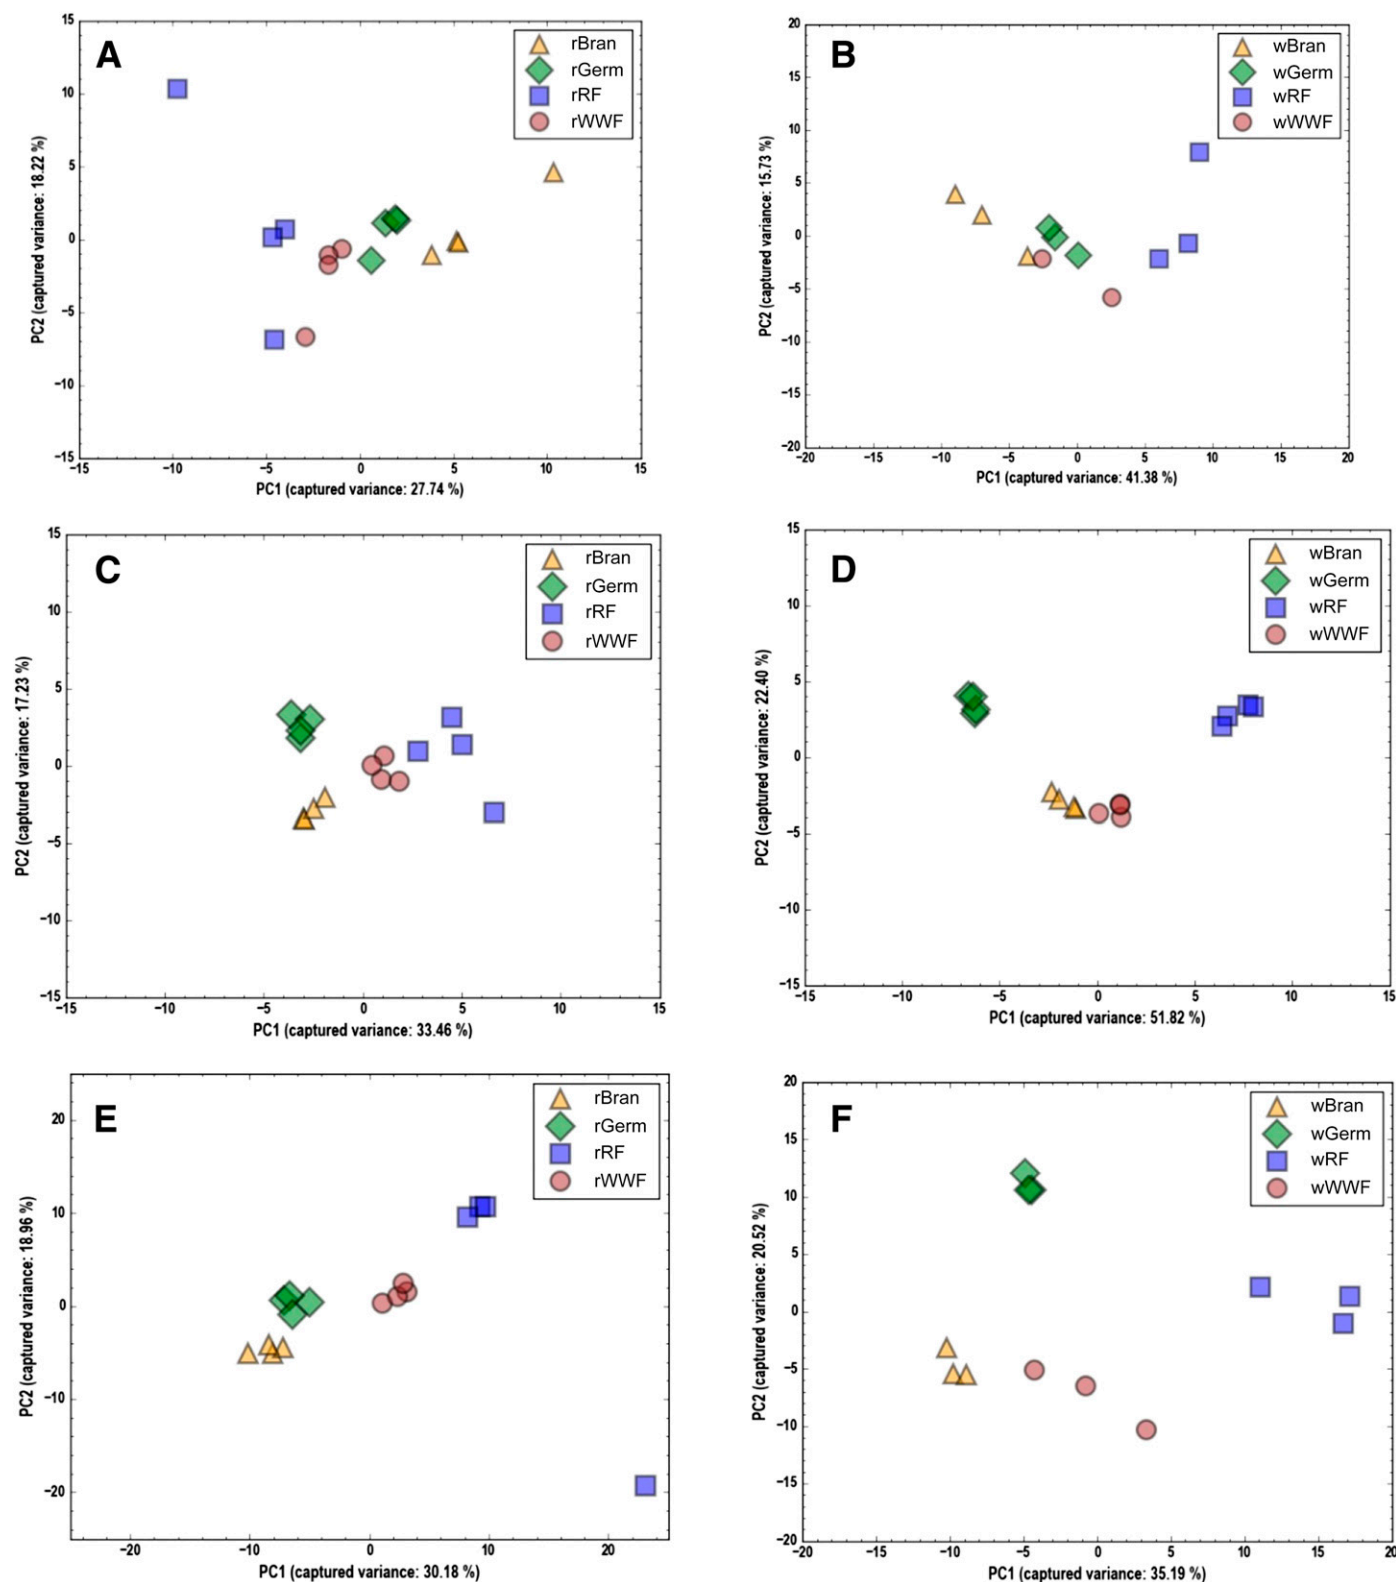 A
rBran
rGerm
rRF
rWWF
15
10
5
0
−5
−10
−15
PC2 (captured variance: 18.22 %)
−15 −10 −5 0 5 10 15
PC1 (captured variance: 27.74 %)
B
wBran
wGerm
wRF
wWWF
20
15
10
5
0
−5
−10
−15
−20
PC2 (captured variance: 15.73 %)
−20 −15 −10 −5 0 5 10 15 20
PC1 (captured variance: 41.38 %)
C
rBran
rGerm
rRF
rWWF
15
10
5
0
−5
−10
−15
PC2 (captured variance: 17.23 %)
−15 −10 −5 0 5 10 15
PC1 (captured variance: 33.46 %)
D
wBran
wGerm
wRF
wWWF
15
10
5
0
−5
−10
−15
PC2 (captured variance: 22.40 %)
−15 −10 −5 0 5 10 15
PC1 (captured variance: 51.82 %)
E
rBran
rGerm
rRF
rWWF
20
10
0
−10
−20
PC2 (captured variance: 18.96 %)
−20 −10 0 10 20
PC1 (captured variance: 30.18 %)
F
wBran
wGerm
wRF
wWWF
20
15
10
5
0
−5
−10
−15
−20
PC2 (captured variance: 20.52 %)
−20 −15 −10 −5 0 5 10 15 20
PC1 (captured variance: 35.19 %)